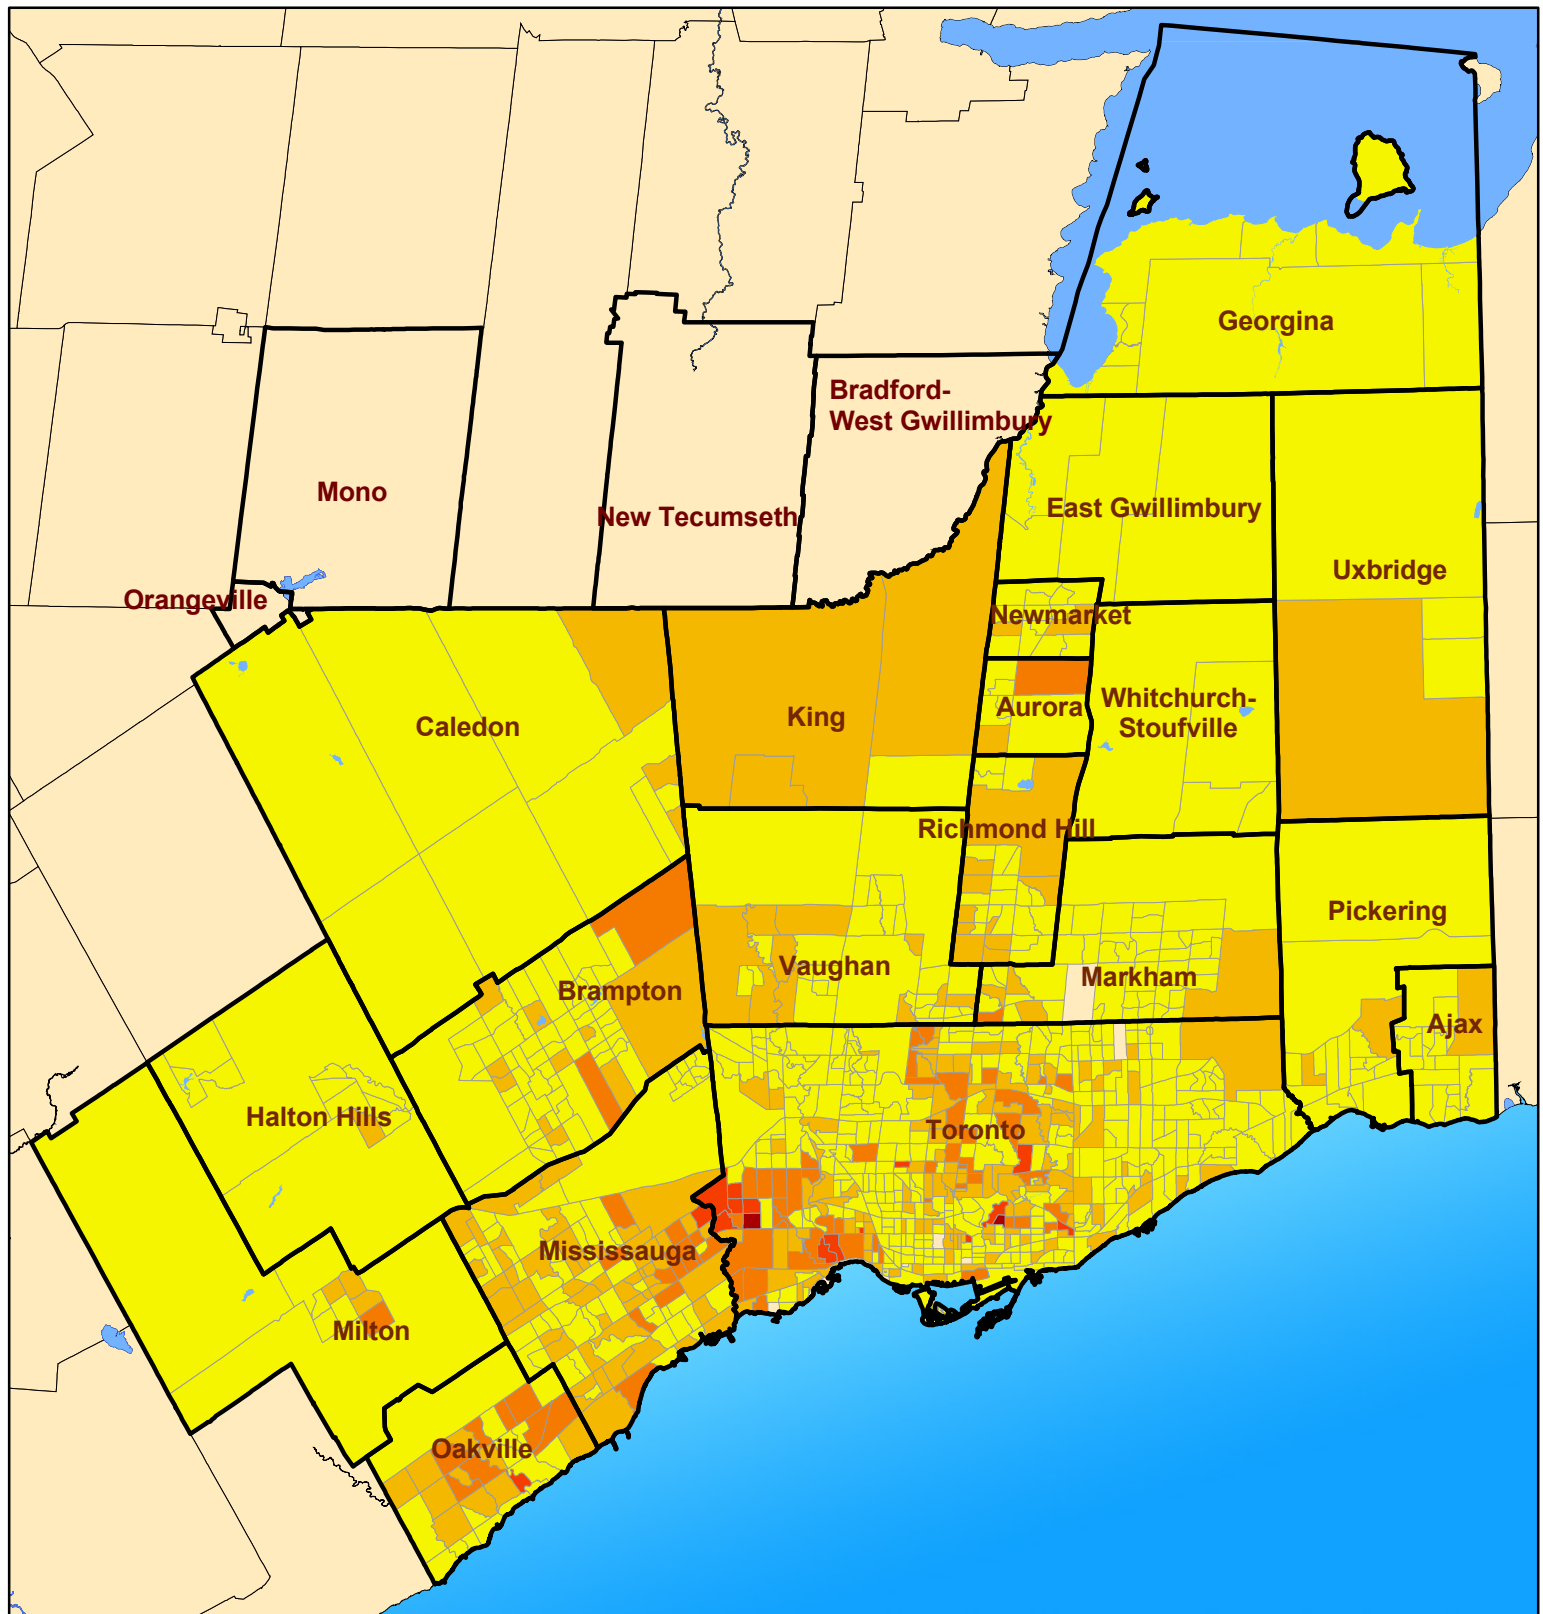 Georgina
Bradford-
West Gwillimbury
Mono
New Tecumseth
East Gwillimbury
Uxbridge
Orangeville
Newmarket
Caledon
King
Aurora
Whitchurch-
Stoufville
Richmond Hill
Pickering
Vaughan
Markham
Brampton
Ajax
Halton Hills
Toronto
Mississauga
Milton
Oakville